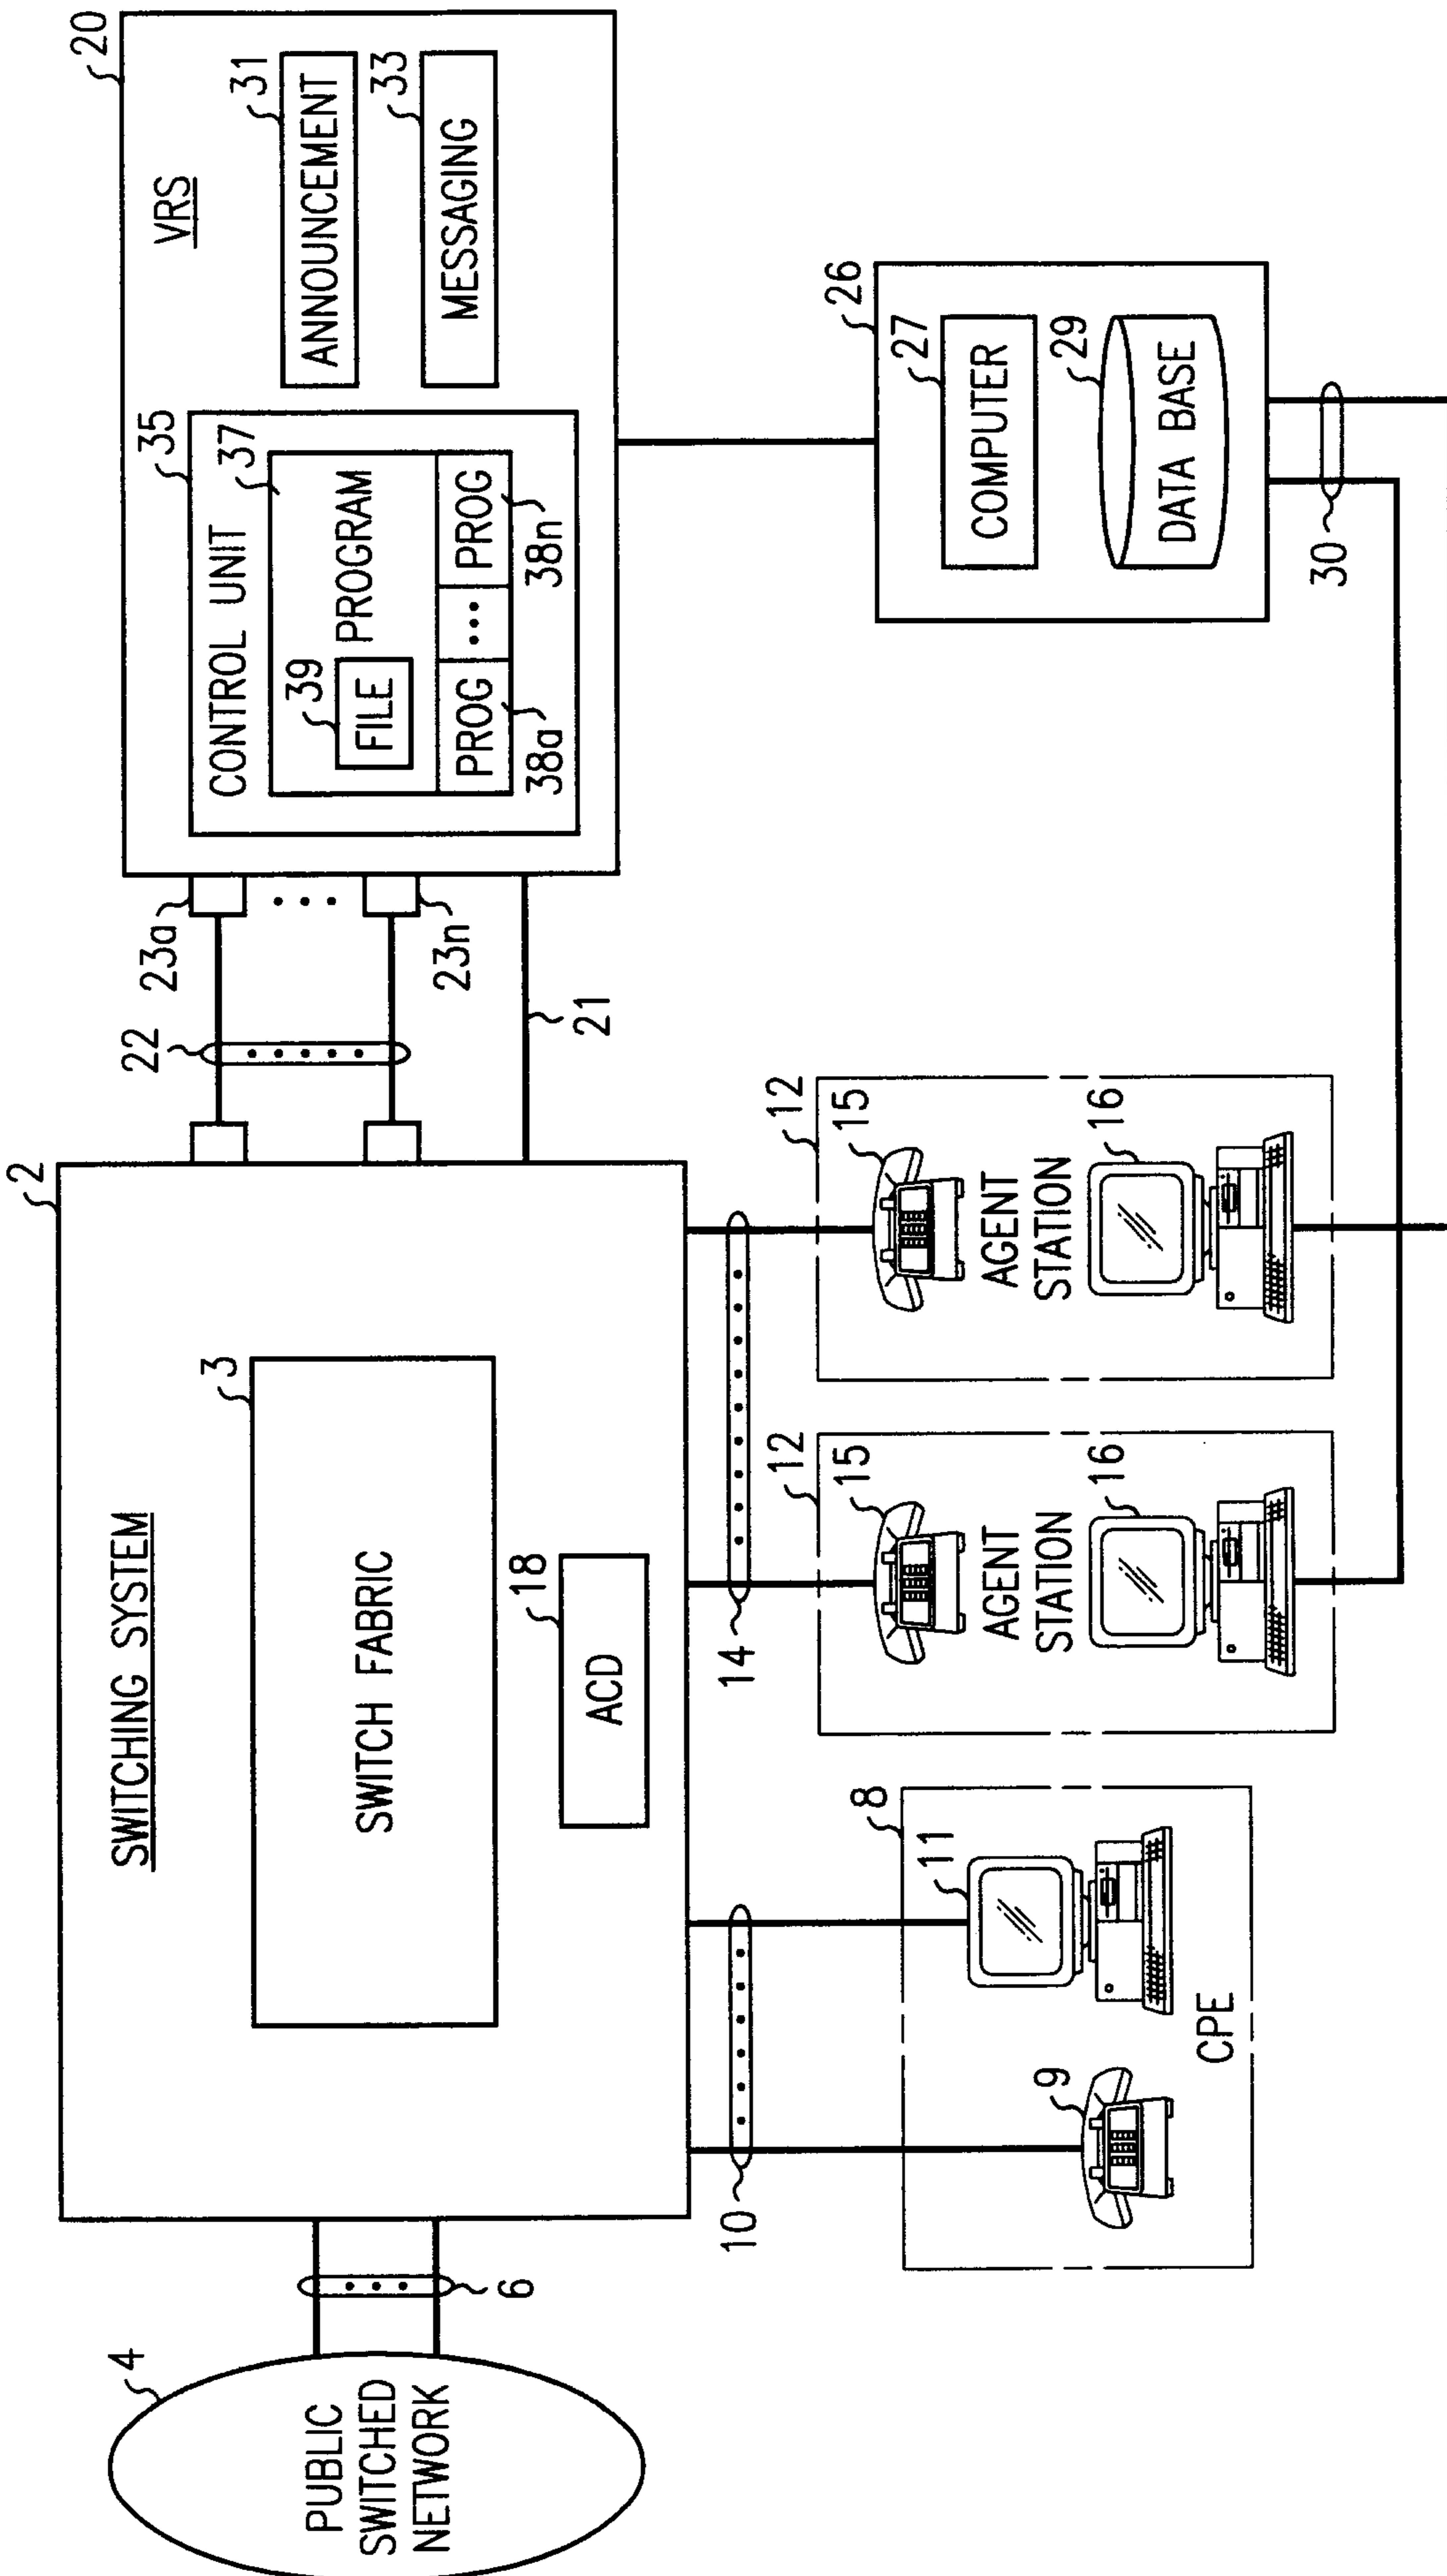 4
PUBLIC
SWITCHED
NETWORK
6
2
SWITCHING SYSTEM
3
SWITCH FABRIC
18
ACD
22
23a
23n
21
20
VRS
35
CONTROL UNIT
37
39
FILE
PROGRAM
PROG
PROG
38a
38n
31
ANNOUNCEMENT
33
MESSAGING
10
8
9
11
CPE
14
12
15
AGENT
STATION
16
12
15
AGENT
STATION
16
26
27
COMPUTER
29
DATA BASE
30